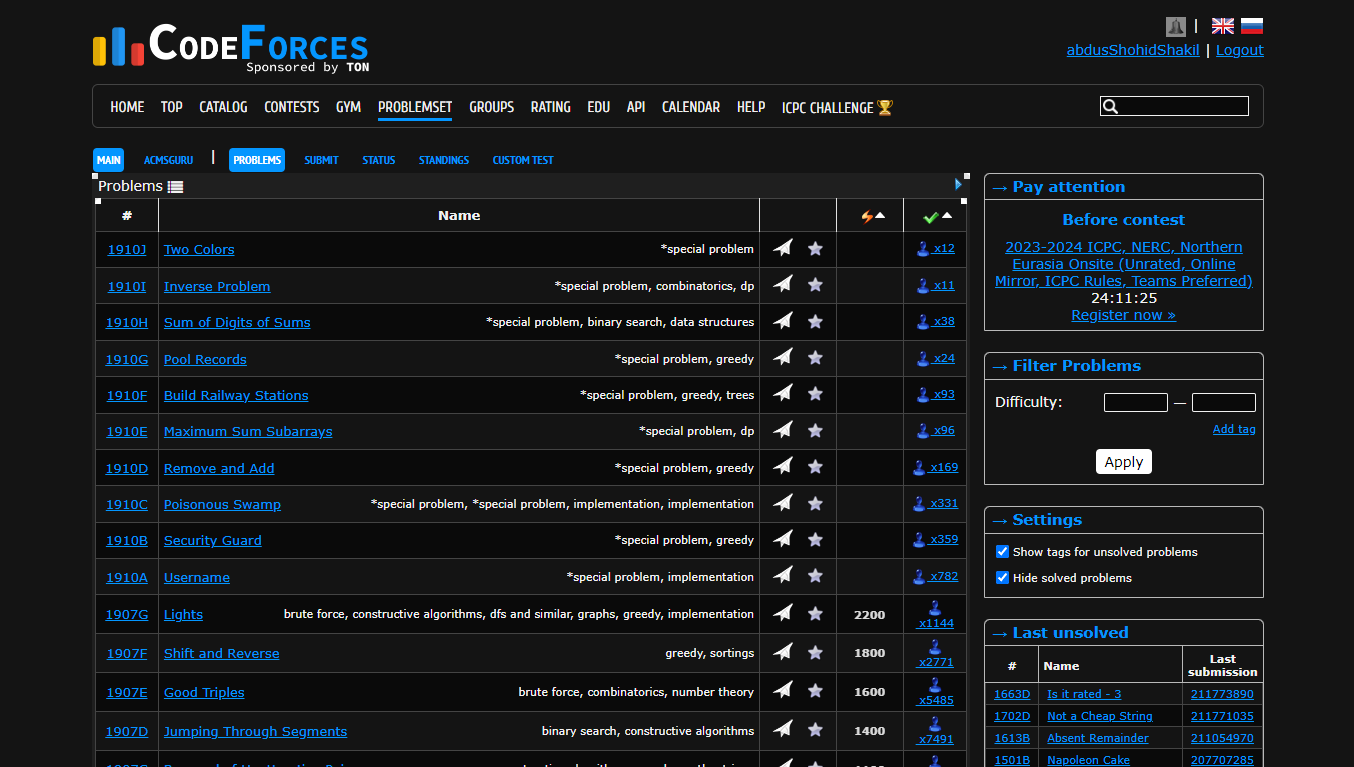 CODEFORCES
Sponsored by TON
|
abdusShohidShakil | Logout
HOME TOP CATALOG CONTESTS GYM PROBLEMSET GROUPS RATING EDU API CALENDAR HELP ICPC CHALLENGE
MAIN ACMSGURU | PROBLEMS SUBMIT STATUS STANDINGS CUSTOM TEST
Problems
# Name
1910J Two Colors *special problem x12
1910I Inverse Problem *special problem, combinatorics, dp x11
1910H Sum of Digits of Sums *special problem, binary search, data structures x38
1910G Pool Records *special problem, greedy x24
1910F Build Railway Stations *special problem, greedy, trees x93
1910E Maximum Sum Subarrays *special problem, dp x96
1910D Remove and Add *special problem, greedy x169
1910C Poisonous Swamp *special problem, *special problem, implementation, implementation x331
1910B Security Guard *special problem, greedy x359
1910A Username *special problem, implementation x782
1907G Lights brute force, constructive algorithms, dfs and similar, graphs, greedy, implementation 2200 x1144
1907F Shift and Reverse greedy, sortings 1800 x2771
1907E Good Triples brute force, combinatorics, number theory 1600 x5485
1907D Jumping Through Segments binary search, constructive algorithms 1400 x7491
→ Pay attention
Before contest
2023-2024 ICPC, NERC, Northern
Eurasia Onsite (Unrated, Online
Mirror, ICPC Rules, Teams Preferred)
24:11:25
Register now »
→ Filter Problems
Difficulty: —
Add tag
Apply
→ Settings
Show tags for unsolved problems
Hide solved problems
→ Last unsolved
# Name Last submission
1663D Is it rated - 3 211773890
1702D Not a Cheap String 211771035
1613B Absent Remainder 211054970
1501B Napoleon Cake 207707285